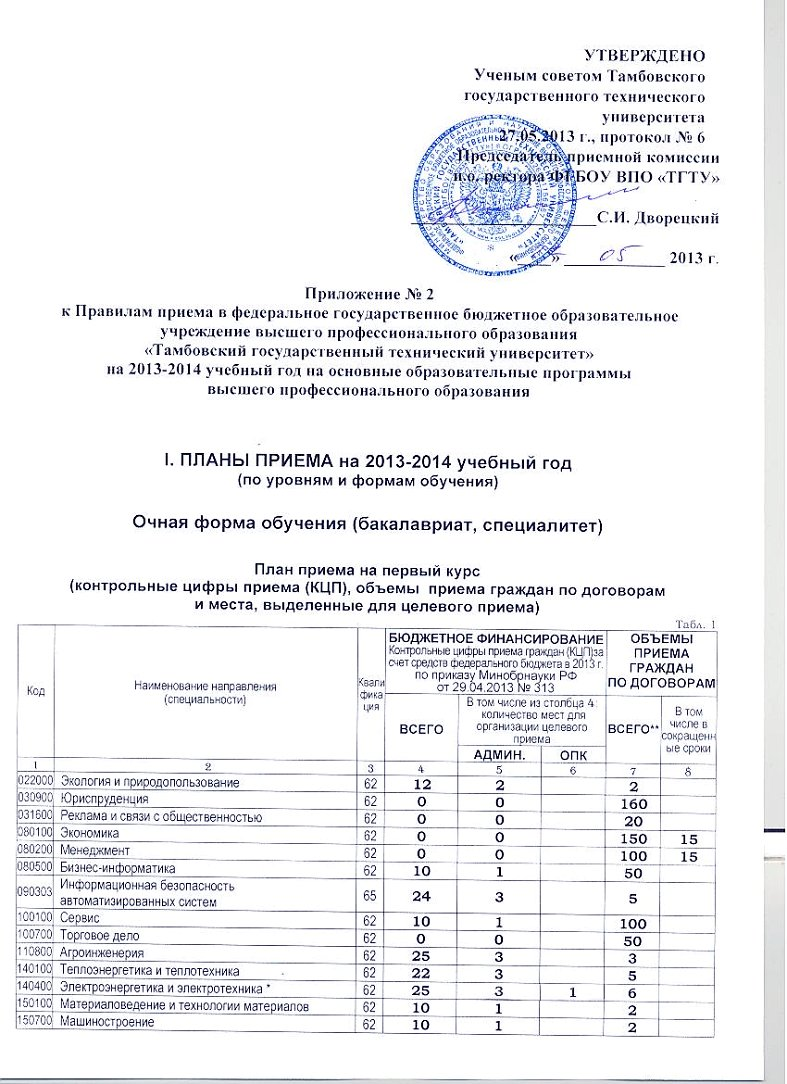 УТВЕРЖДЕНО
Ученым советом Тамбовского
государственного технического
университета
27.05.2013 г., протокол № 6
Председатель приемной комиссии
и.о. ректора ФГБОУ ВПО «ТГТУ»
С.И. Дворецкий
«___» 05 2013 г.
Приложение № 2
к Правилам приема в федеральное государственное бюджетное образовательное
учреждение высшего профессионального образования
«Тамбовский государственный технический университет»
на 2013-2014 учебный год на основные образовательные программы
высшего профессионального образования
I. ПЛАНЫ ПРИЕМА на 2013-2014 учебный год
(по уровням и формам обучения)
Очная форма обучения (бакалавриат, специалитет)
План приема на первый курс
(контрольные цифры приема (КЦП), объемы приема граждан по договорам
и места, выделенные для целевого приема)
Табл. 1
Код
Наименование направления
(специальности)
Квали
фика
ция
БЮДЖЕТНОЕ ФИНАНСИРОВАНИЕ
Контрольные цифры приема граждан (КЦП)за
счет средств федерального бюджета в 2013 г.
по приказу Минобрнауки РФ
от 29.04.2013 № 313
ОБЪЕМЫ
ПРИЕМА
ГРАЖДАН
ПО ДОГОВОРАМ
ВСЕГО
В том числе из столбца 4:
количество мест для
организации целевого
приема
АДМИН. ОПК
ВСЕГО**
В том
числе в
сокращенн
ые сроки
1 2 3 4 5 6 7 8
022000 Экология и природопользование 62 12 2 2
030900 Юриспруденция 62 0 0 160
031600 Реклама и связи с общественностью 62 0 0 20
080100 Экономика 62 0 0 150 15
080200 Менеджмент 62 0 0 100 15
080500 Бизнес-информатика 62 10 1 50
090303 Информационная безопасность
автоматизированных систем 65 24 3 5
100100 Сервис 62 10 1 100
100700 Торговое дело 62 0 0 50
110800 Агроинженерия 62 25 3 3
140100 Теплоэнергетика и теплотехника 62 22 3 5
140400 Электроэнергетика и электротехника * 62 25 3 1 6
150100 Материаловедение и технологии материалов 62 10 1 2
150700 Машиностроение 62 10 1 2